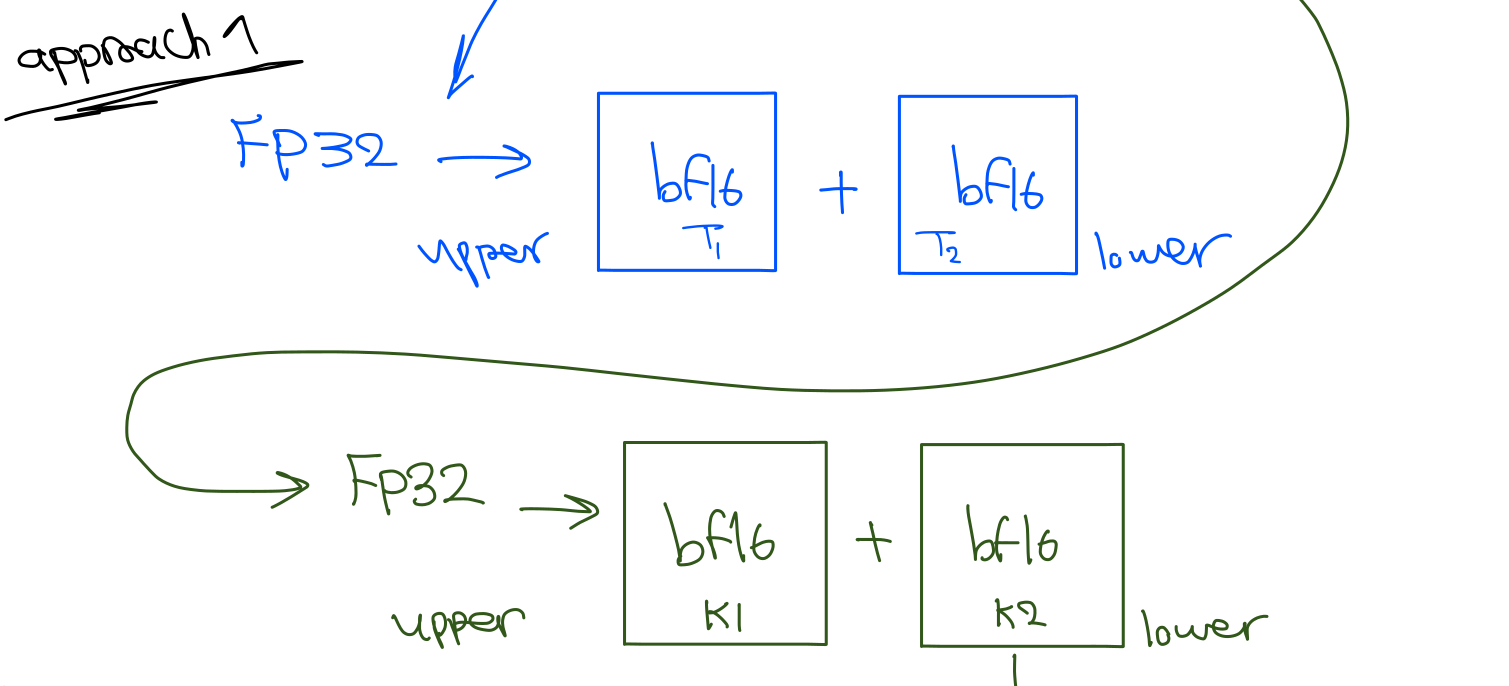 approach 1
Fp32 → bf16 + bf16
upper T1 T2 lower
Fp32 → bf16 + bf16
upper K1 K2 lower